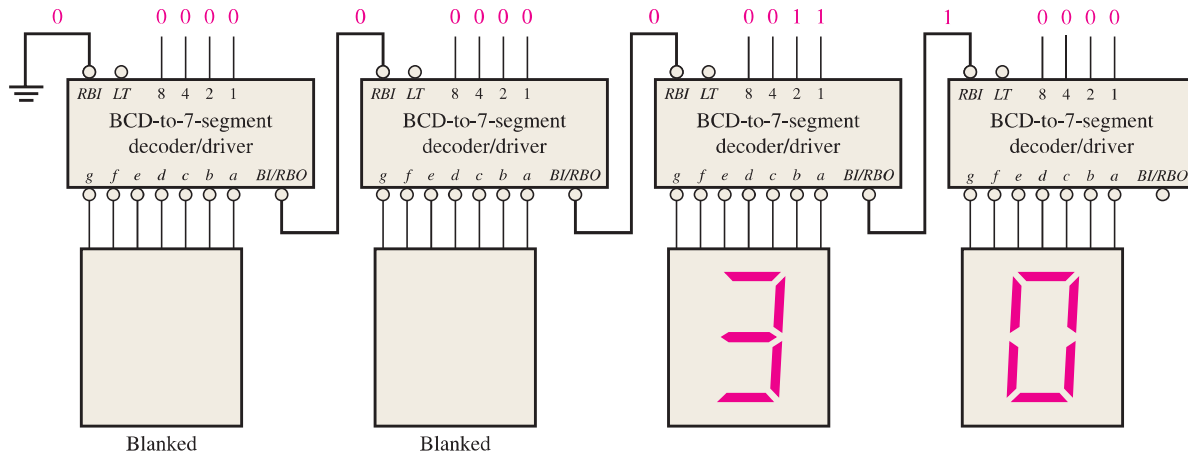 0 0 0 0 0 0 0 0 0 0 0 0 0 1 1 1 0 0 0 0
RBI LT 8 4 2 1 RBI LT 8 4 2 1 RBI LT 8 4 2 1 RBI LT 8 4 2 1
BCD-to-7-segment BCD-to-7-segment BCD-to-7-segment BCD-to-7-segment
decoder/driver decoder/driver decoder/driver decoder/driver
g f e d c b a BI/RBO g f e d c b a BI/RBO g f e d c b a BI/RBO g f e d c b a BI/RBO
3 0
Blanked Blanked